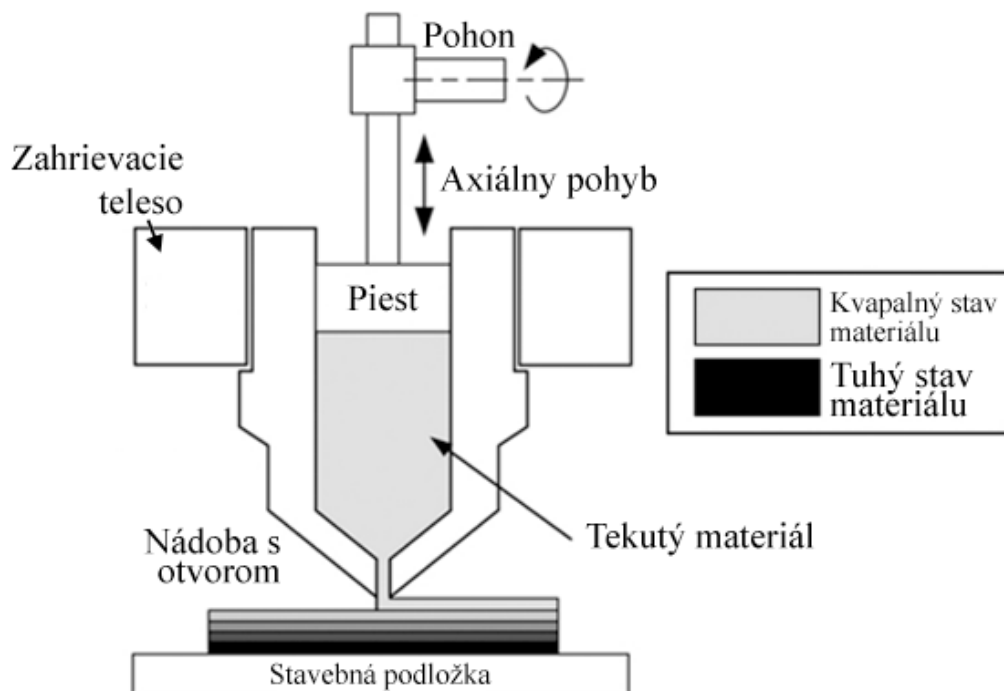 Pohon
Zahrievacie
teleso
Axiálny pohyb
Piest
Kvapalný stav
materiálu
Tuhý stav
materiálu
Nádoba s
otvorom
Tekutý materiál
Stavebná podložka